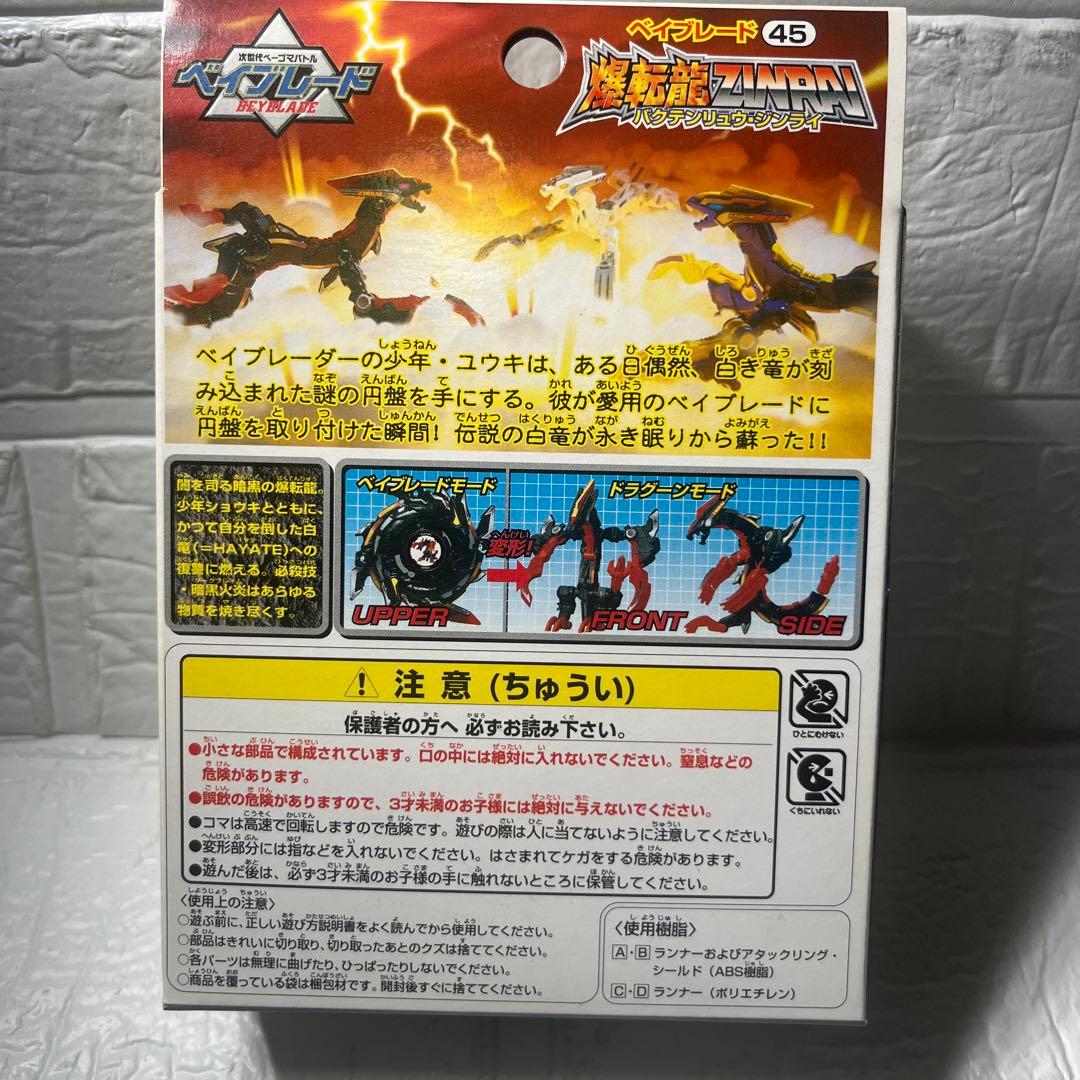 次世代ベーゴマバトル
ベイブレード
BEYBLADE
ベイブレード 45
爆転龍ZINRAI
バクテンリュウ・ジンライ
ZINRAI
ベイブレーダーの少年・ユウキは、ある日偶然、白き竜が刻
み込まれた謎の円盤を手にする。彼が愛用のベイブレードに
円盤を取り付けた瞬間! 伝説の白竜が永き眠りから蘇った!!
闇を司る暗黒の爆転龍。
少年ショウキとともに、
かつて自分を倒した白
竜(=HAYATE)への
復讐に燃える。必殺技
・暗黒火炎はあらゆる
物質を焼き尽くす。
ベイブレードモード
ドラグーンモード
変形!
UPPER
FRONT
SIDE
注意 (ちゅうい)
保護者の方へ 必ずお読み下さい。
●小さな部品で構成されています。口の中には絶対に入れないでください。窒息などの
危険があります。
●誤飲の危険がありますので、3才未満のお子様には絶対に与えないでください。
●コマは高速で回転しますので危険です。遊びの際は人に当てないように注意してください。
●変形部分には指などを入れないでください。はさまれてケガをする危険があります。
●遊んだ後は、必ず3才未満のお子様の手に触れないところに保管してください。
ひとにむけない
くちにいれない
〈使用上の注意〉
○遊ぶ前に、正しい遊び方説明書をよく読んでから使用してください。
○部品はきれいに切り取り、切り取ったあとのクズは捨ててください。
○各パーツは無理に曲げたり、ひっぱったりしないでください。
○商品を覆っている袋は梱包材です。開封後すぐに捨ててください。
〈使用樹脂〉
A・B ランナーおよびアタックリング・
シールド（ABS樹脂）
C・D ランナー（ポリエチレン）